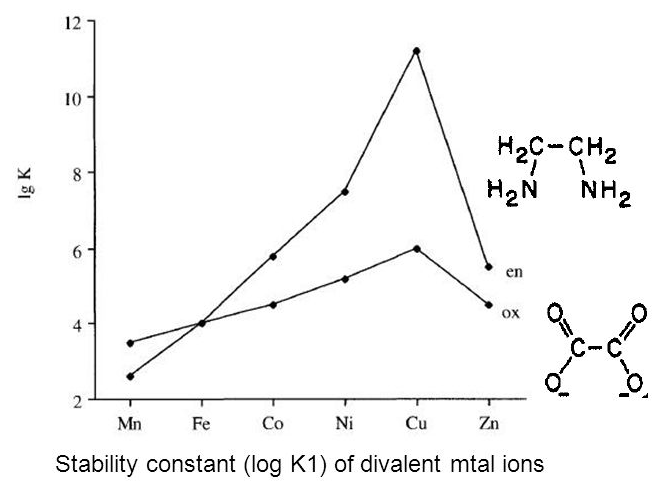 12
10
8
6
4
2
lg K
Mn Fe Co Ni Cu Zn
en
ox
H₂C-CH₂
H₂N NH₂
O O
C-C
O⁻ ⁻O
Stability constant (log K1) of divalent mtal ions